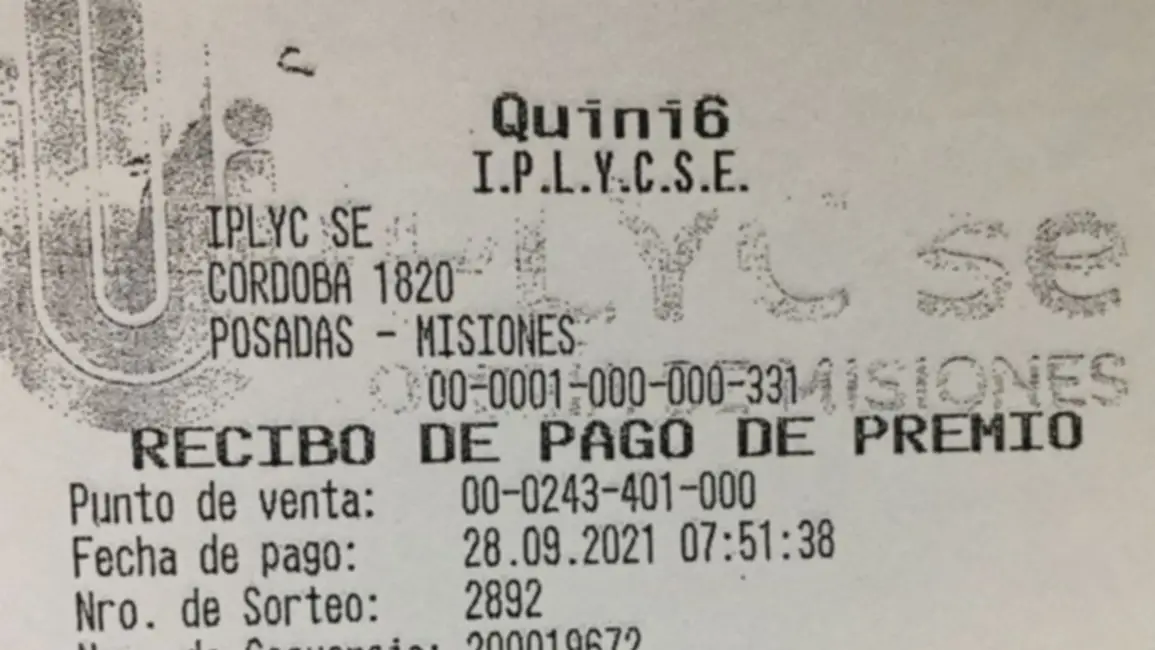 Quini6
I.P.L.Y.C.S.E.
IPLYC SE
CORDOBA 1820
POSADAS - MISIONES
00-0001-000-000-331
RECIBO DE PAGO DE PREMIO
Punto de venta: 00-0243-401-000
Fecha de pago: 28.09.2021 07:51:38
Nro. de Sorteo: 2892